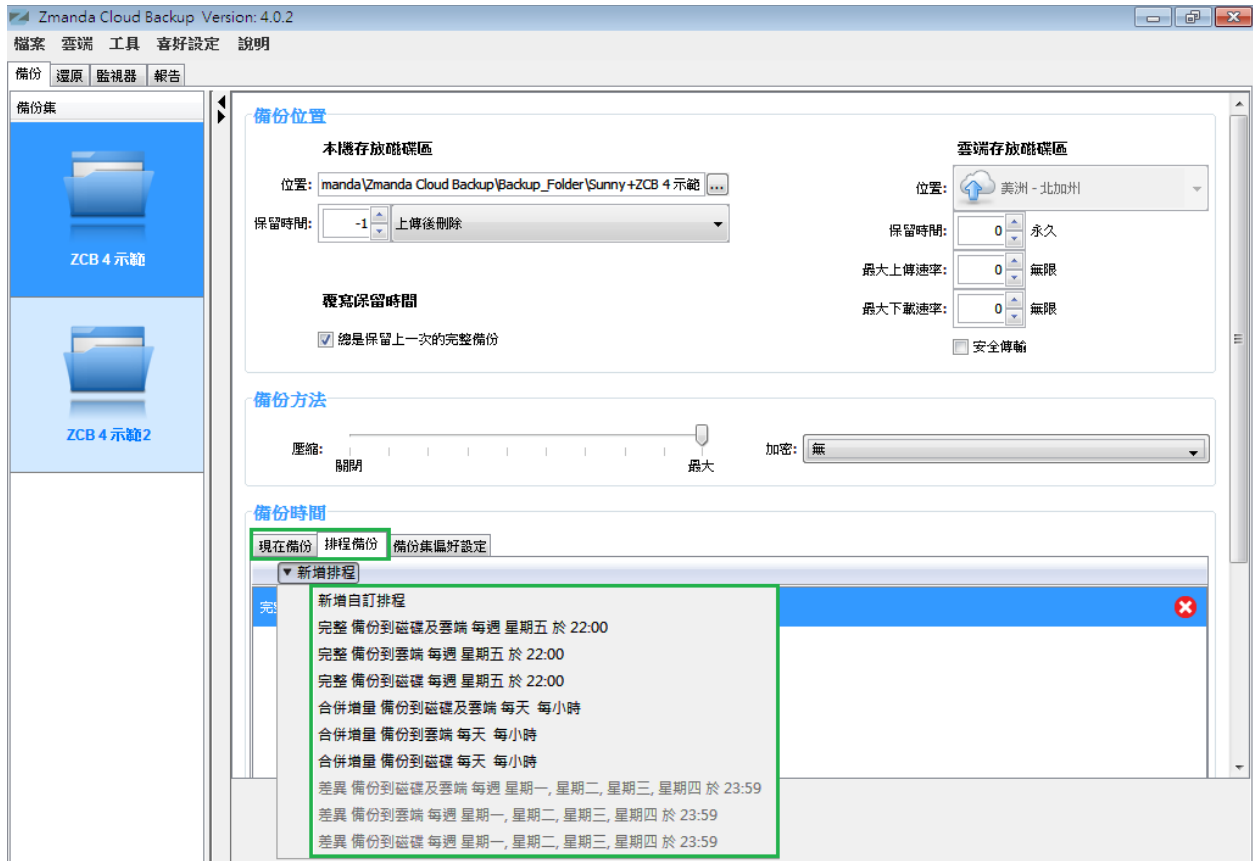 Zmanda Cloud Backup Version: 4.0.2
檔案 雲端 工具 喜好設定 說明
備份 還原 監視器 報告
備份集
ZCB 4 示範
ZCB 4 示範2
備份位置
本機存放磁碟區
位置: manda\Zmanda Cloud Backup\Backup_Folder\Sunny+ZCB 4 示範 ...
保留時間: -1 上傳後刪除
覆寫保留時間
總是保留上一次的完整備份
雲端存放磁碟區
位置: 美洲 - 北加州
保留時間: 0 永久
最大上傳速率: 0 無限
最大下載速率: 0 無限
安全傳輸
備份方法
壓縮: 關閉 最大
加密: 無
備份時間
現在備份 排程備份 備份集偏好設定
新增排程
完
新增自訂排程
完整 備份到磁碟及雲端 每週 星期五 於 22:00
完整 備份到雲端 每週 星期五 於 22:00
完整 備份到磁碟 每週 星期五 於 22:00
合併增量 備份到磁碟及雲端 每天 每小時
合併增量 備份到雲端 每天 每小時
合併增量 備份到磁碟 每天 每小時
差異 備份到磁碟及雲端 每週 星期一, 星期二, 星期三, 星期四 於 23:59
差異 備份到雲端 每週 星期一, 星期二, 星期三, 星期四 於 23:59
差異 備份到磁碟 每週 星期一, 星期二, 星期三, 星期四 於 23:59